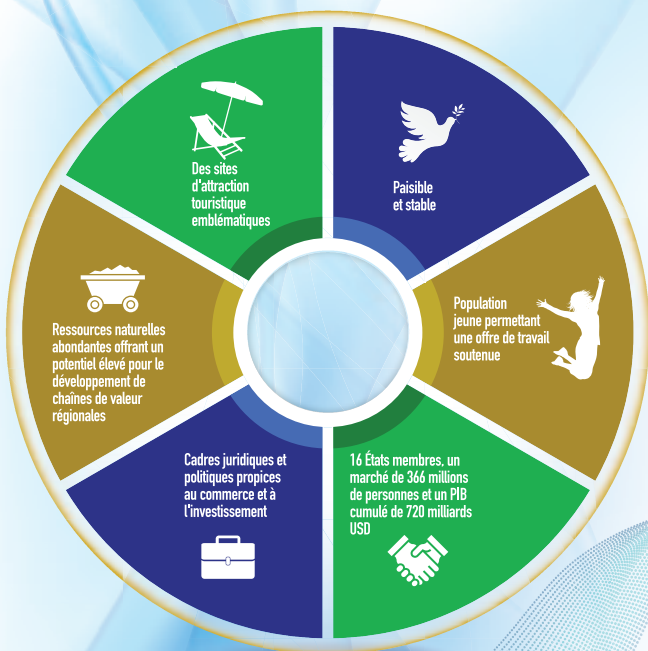 Des sites
d'attraction
touristique
emblématiques
Paisible
et stable
Population
jeune permettant
une offre de travail
soutenue
16 États membres, un
marché de 366 millions
de personnes et un PIB
cumulé de 720 milliards
USD
Cadres juridiques et
politiques propices
au commerce et à
l'investissement
Ressources naturelles
abondantes offrant un
potentiel élevé pour le
développement de
chaînes de valeur
régionales